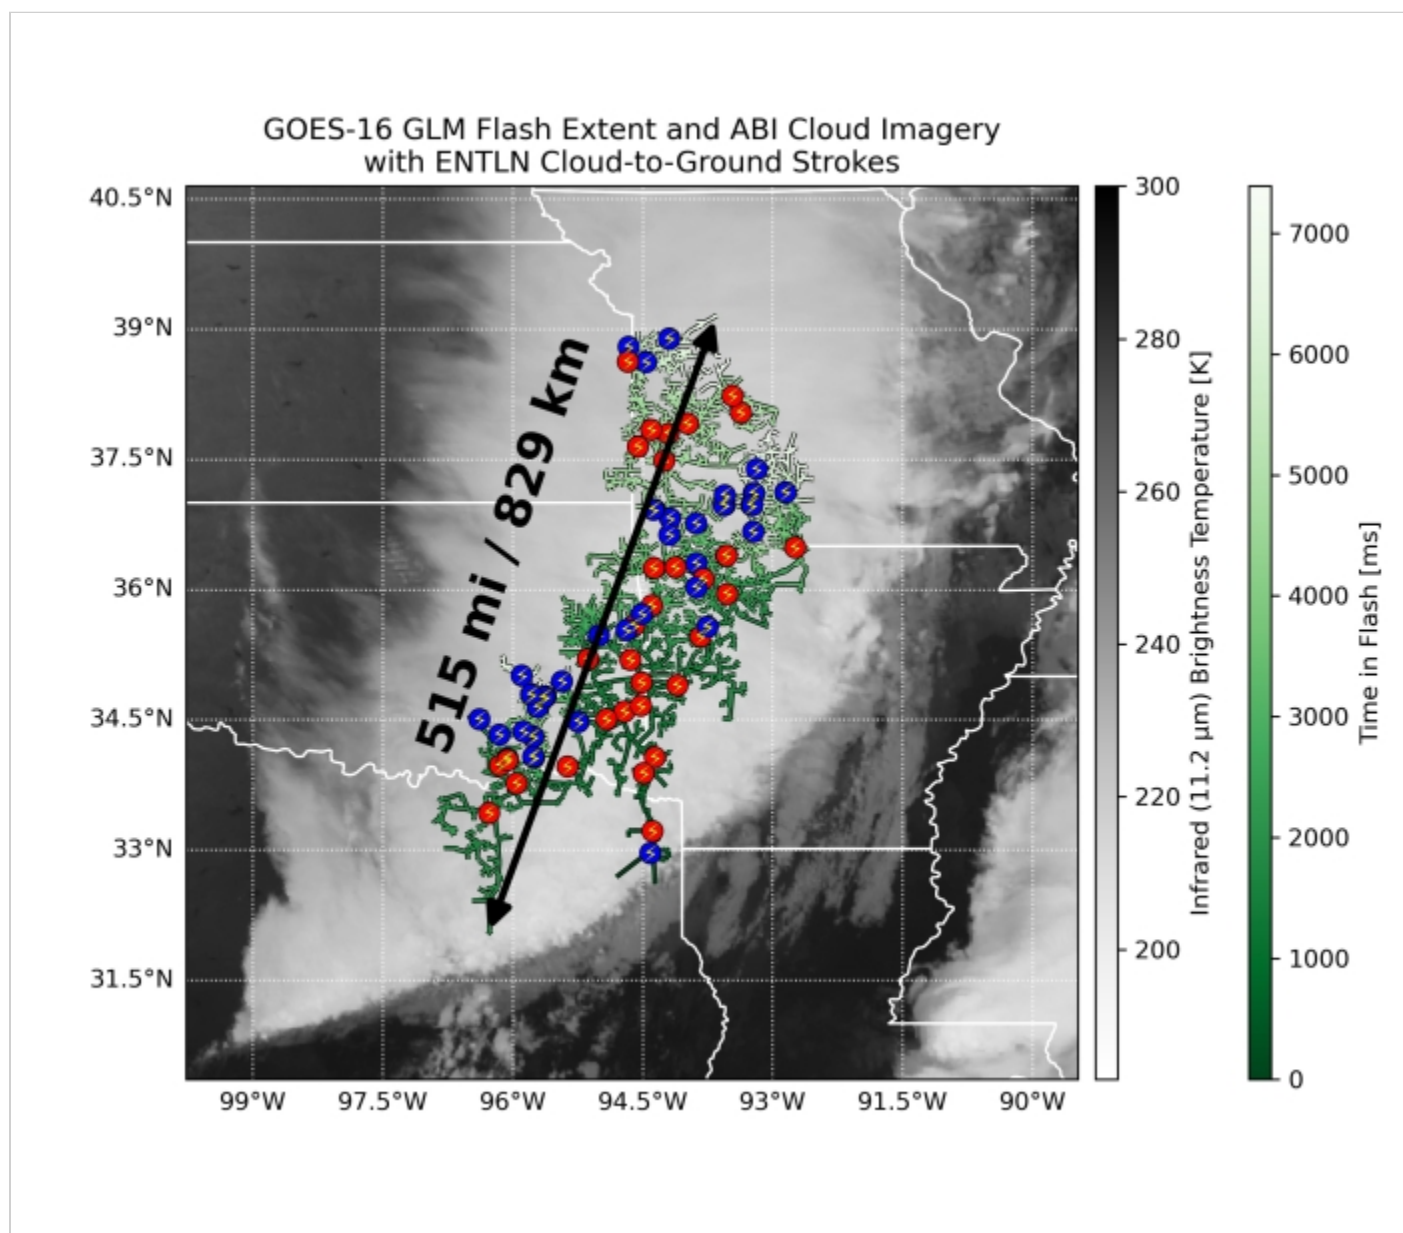 GOES-16 GLM Flash Extent and ABI Cloud Imagery
with ENTLN Cloud-to-Ground Strokes
40.5°N
39°N
37.5°N
36°N
34.5°N
33°N
31.5°N
99°W
97.5°W
96°W
94.5°W
93°W
91.5°W
90°W
515 mi / 829 km
300
280
260
240
220
200
Infrared (11.2 μm) Brightness Temperature [K]
7000
6000
5000
4000
3000
2000
1000
0
Time in Flash [ms]